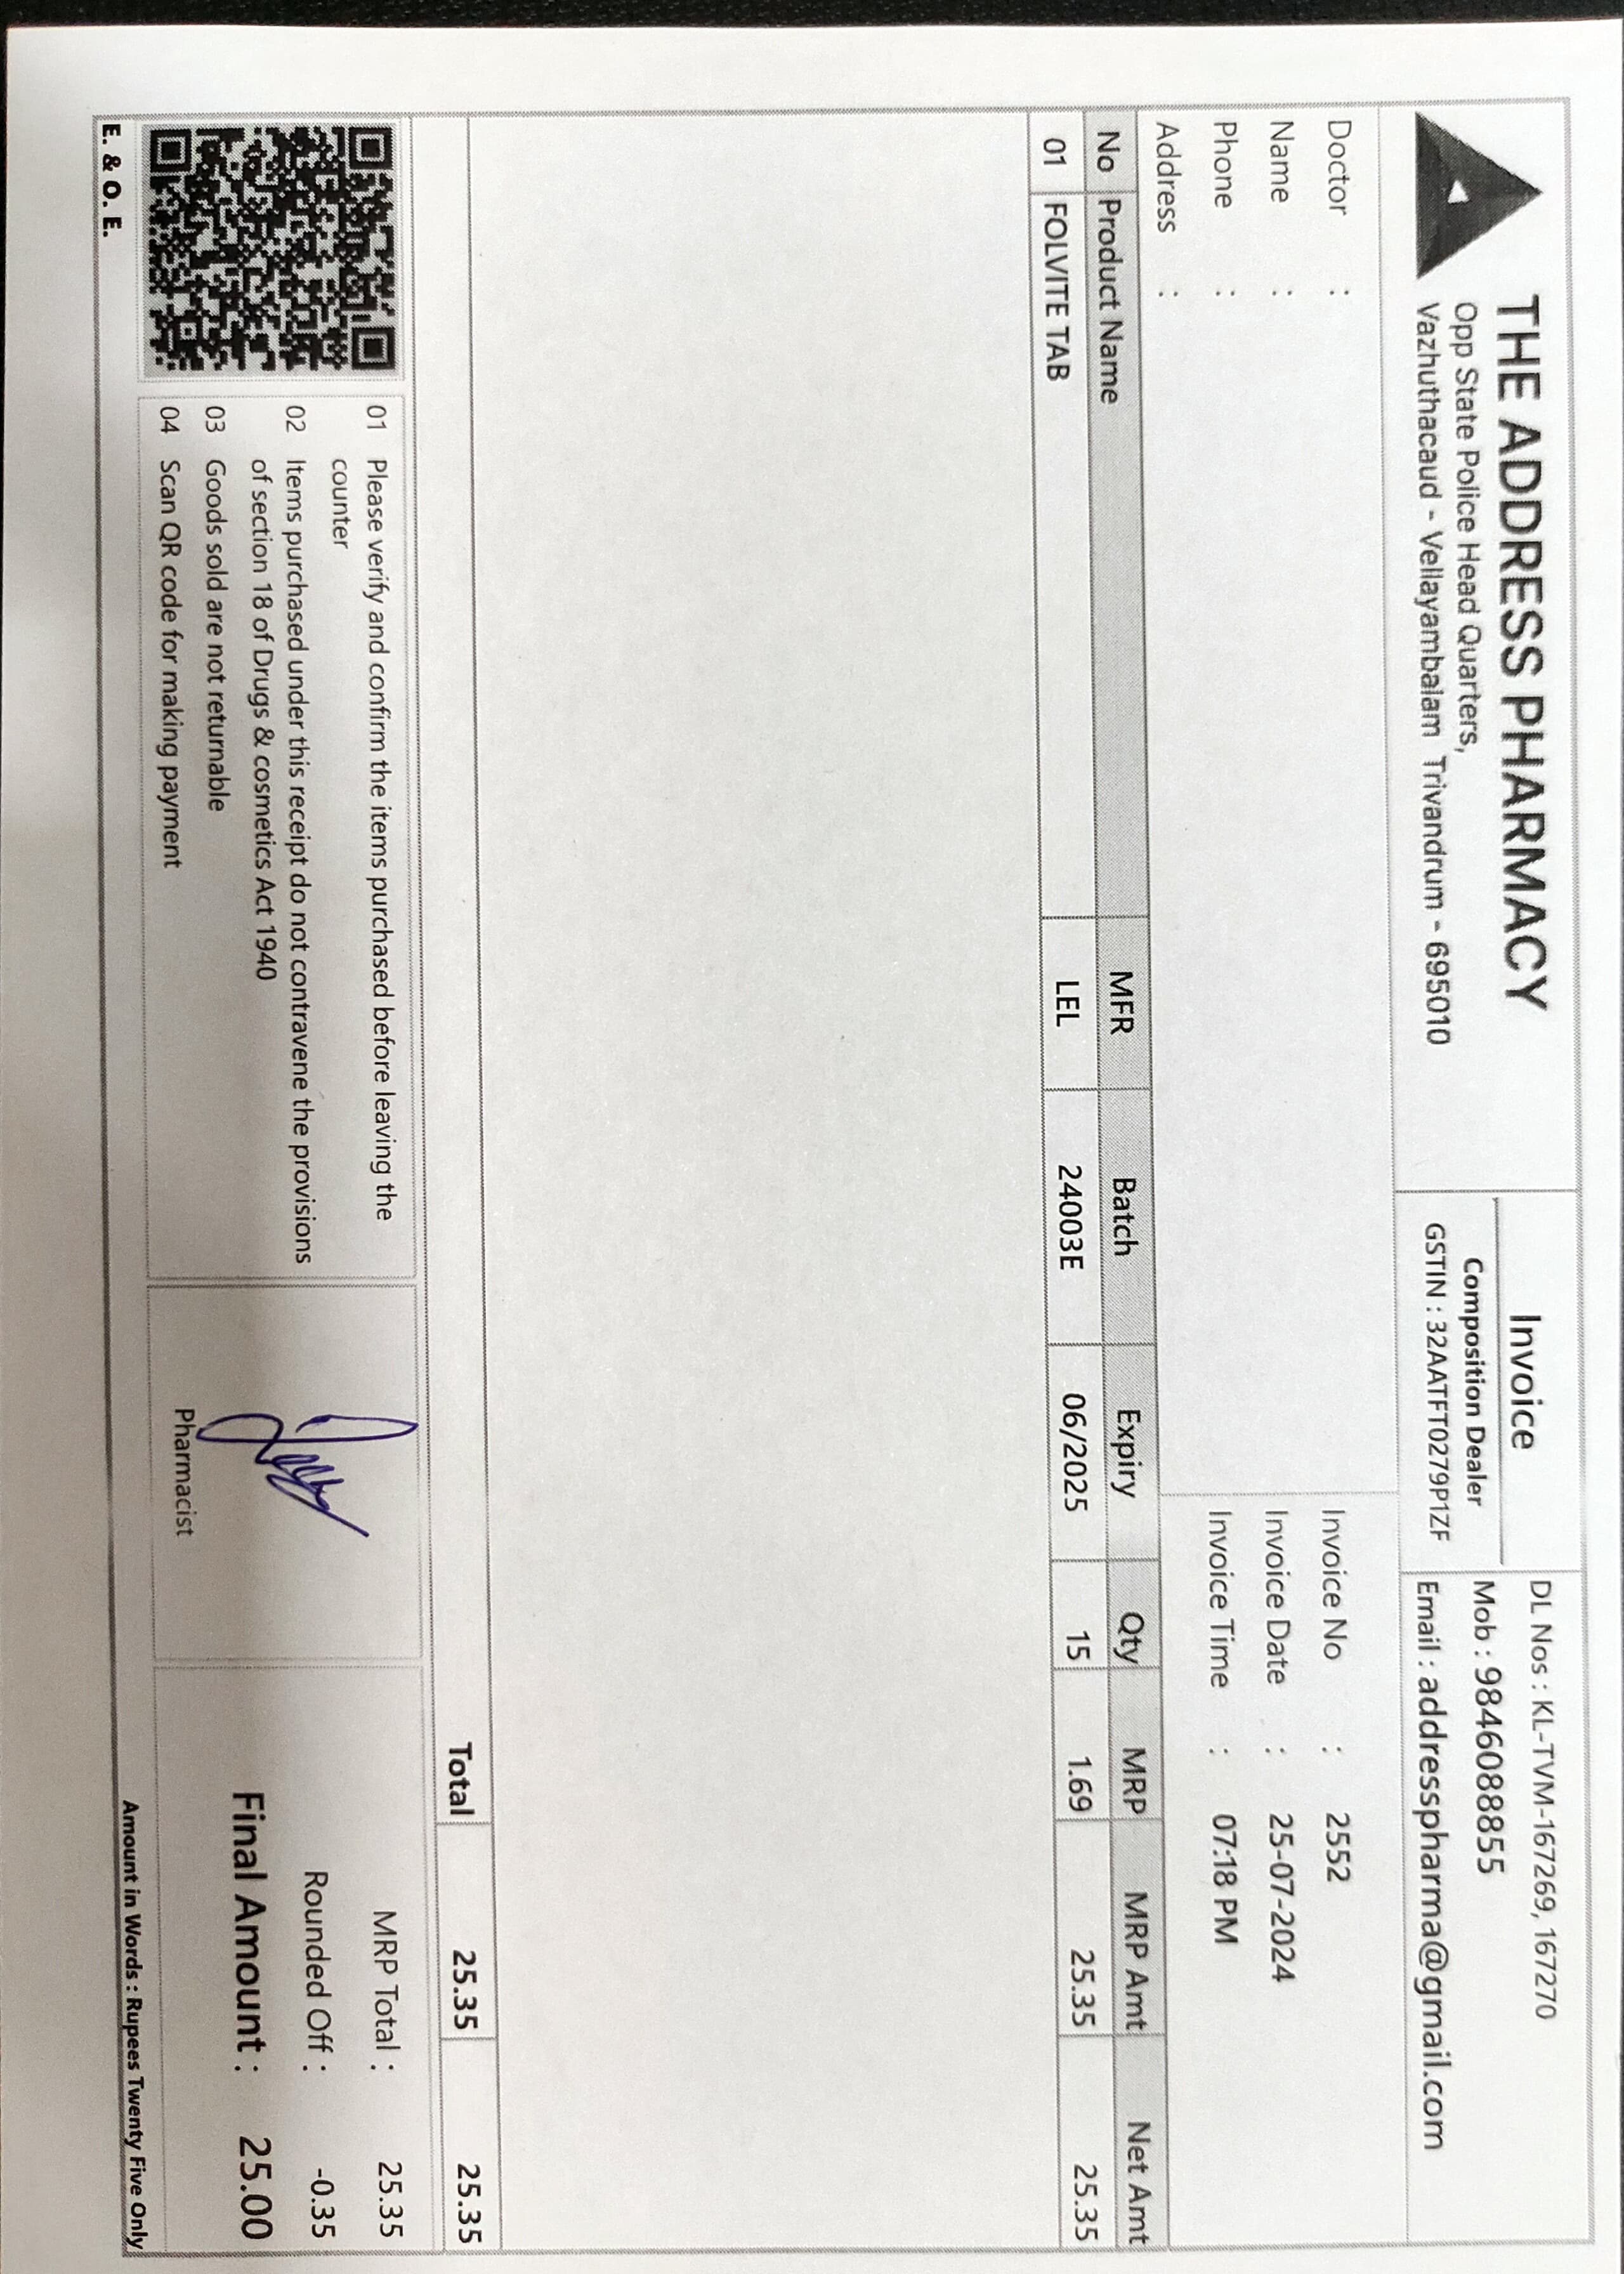 THE ADDRESS PHARMACY
Opp State Police Head Quarters,
Vazhuthacaud - Vellayambalam Trivandrum - 695010
Invoice
Composition Dealer
GSTIN : 32AATFT0279P1ZF
DL Nos : KL-TVM-167269, 167270
Mob : 9846088855
Email : addresspharma@gmail.com
Doctor :
Name :
Phone :
Address :
Invoice No : 2552
Invoice Date : 25-07-2024
Invoice Time : 07:18 PM
No Product Name MFR Batch Expiry Qty MRP MRP Amt Net Amt
01 FOLVITE TAB LEL 24003E 06/2025 15 1.69 25.35 25.35
Total 25.35 25.35
01 Please verify and confirm the items purchased before leaving the
counter
02 Items purchased under this receipt do not contravene the provisions
of section 18 of Drugs & cosmetics Act 1940
03 Goods sold are not returnable
04 Scan QR code for making payment
Pharmacist
MRP Total : 25.35
Rounded Off : -0.35
Final Amount : 25.00
Amount in Words : Rupees Twenty Five Only
E. & O. E.